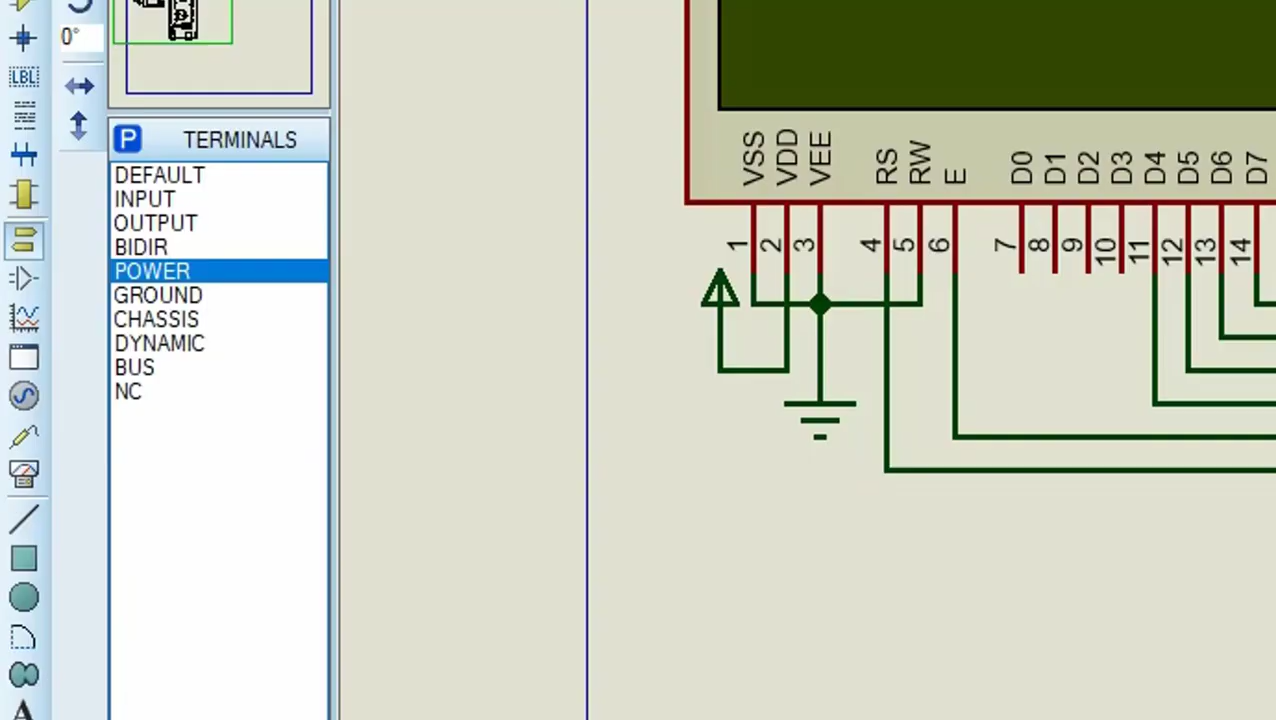 0°
LBL
P TERMINALS
DEFAULT
INPUT
OUTPUT
BIDIR
POWER
GROUND
CHASSIS
DYNAMIC
BUS
NC
A
VSS VDD VEE RS RW E D0 D1 D2 D3 D4 D5 D6 D7
1 2 3 4 5 6 7 8 9 10 11 12 13 14